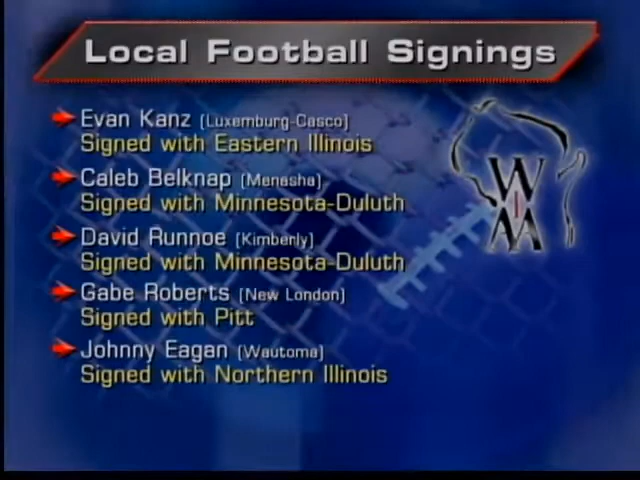 Local Football Signings
Evan Kanz (Luxemburg-Casco)
Signed with Eastern Illinois
Caleb Belknap (Menasha)
Signed with Minnesota-Duluth
David Runnoe (Kimberly)
Signed with Minnesota-Duluth
Gabe Roberts (New London)
Signed with Pitt
Johnny Eagan (Wautoma)
Signed with Northern Illinois